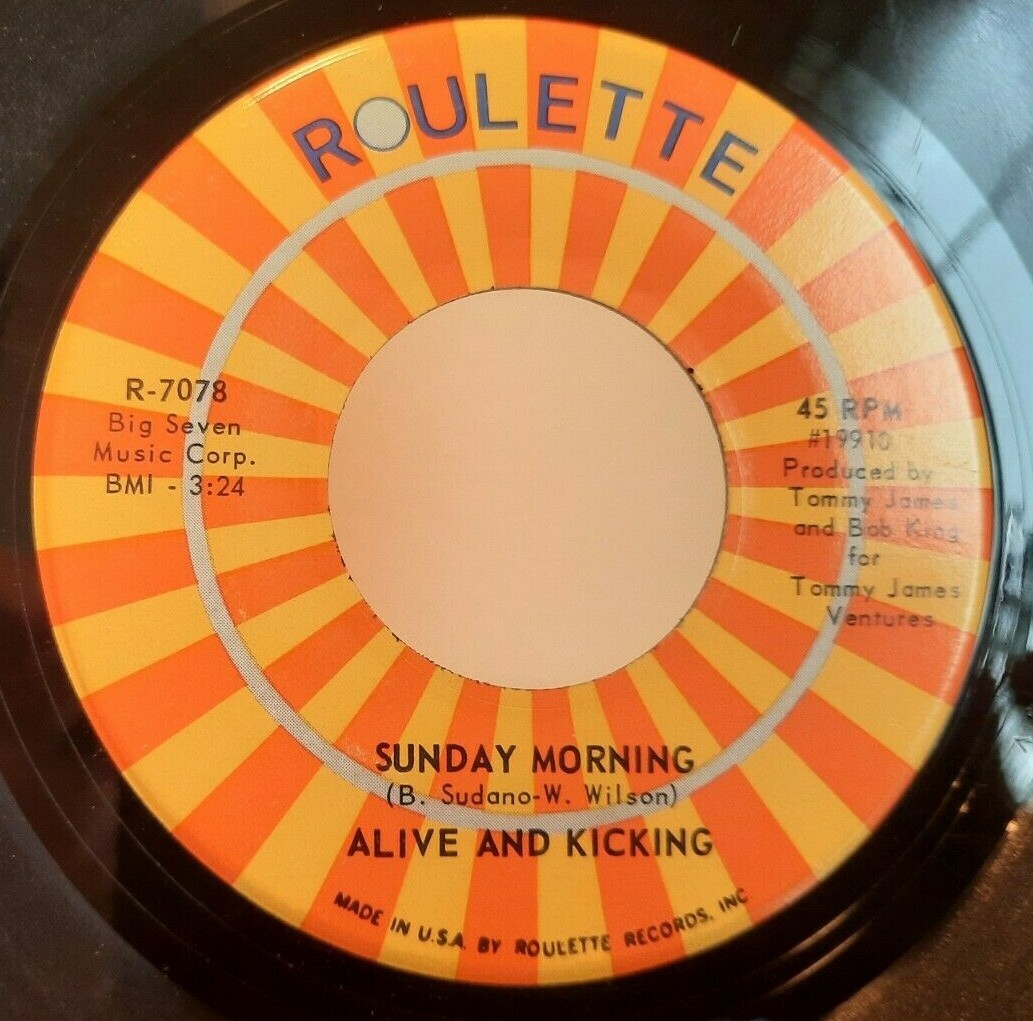 ROULETTE
R-7078
Big Seven
Music Corp.
BMI - 3:24
45 RPM
#19910
Produced by
Tommy James
and Bob King
for
Tommy James
Ventures
SUNDAY MORNING
(B. Sudano-W. Wilson)
ALIVE AND KICKING
MADE IN U.S.A. BY ROULETTE RECORDS, INC